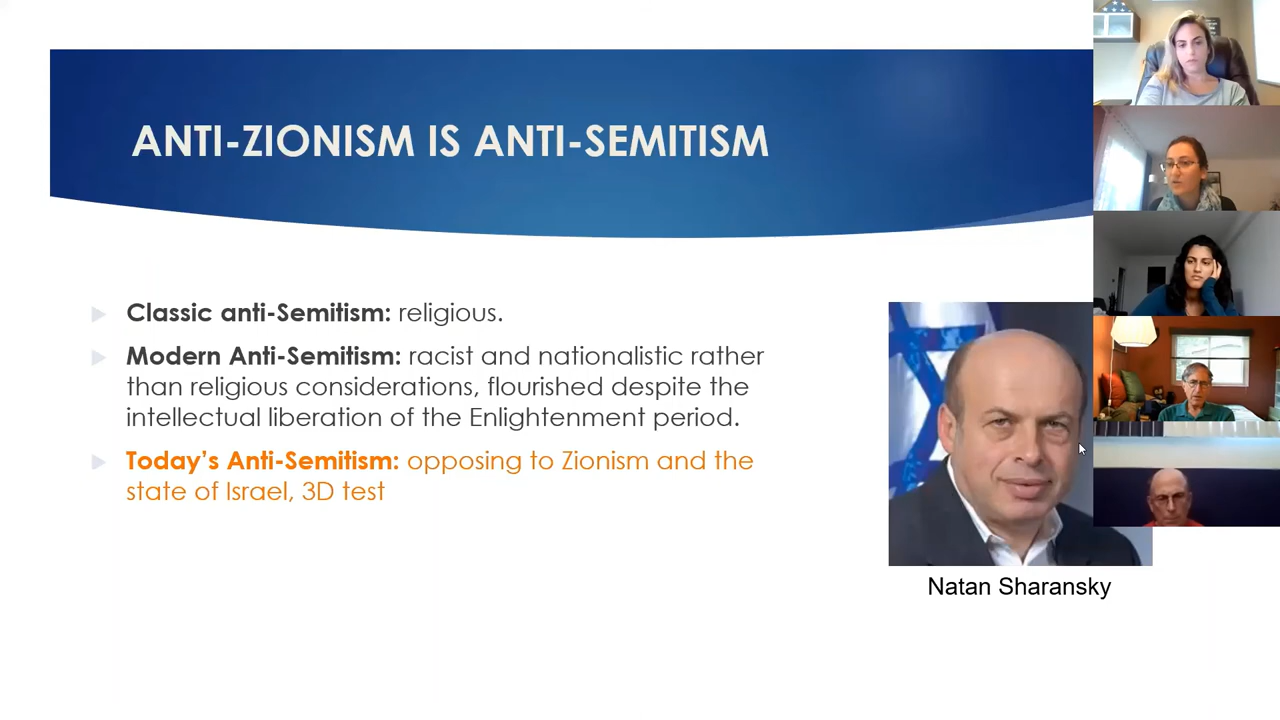 ANTI-ZIONISM IS ANTI-SEMITISM
Classic anti-Semitism: religious.
Modern Anti-Semitism: racist and nationalistic rather
than religious considerations, flourished despite the
intellectual liberation of the Enlightenment period.
Today’s Anti-Semitism: opposing to Zionism and the
state of Israel, 3D test
Natan Sharansky